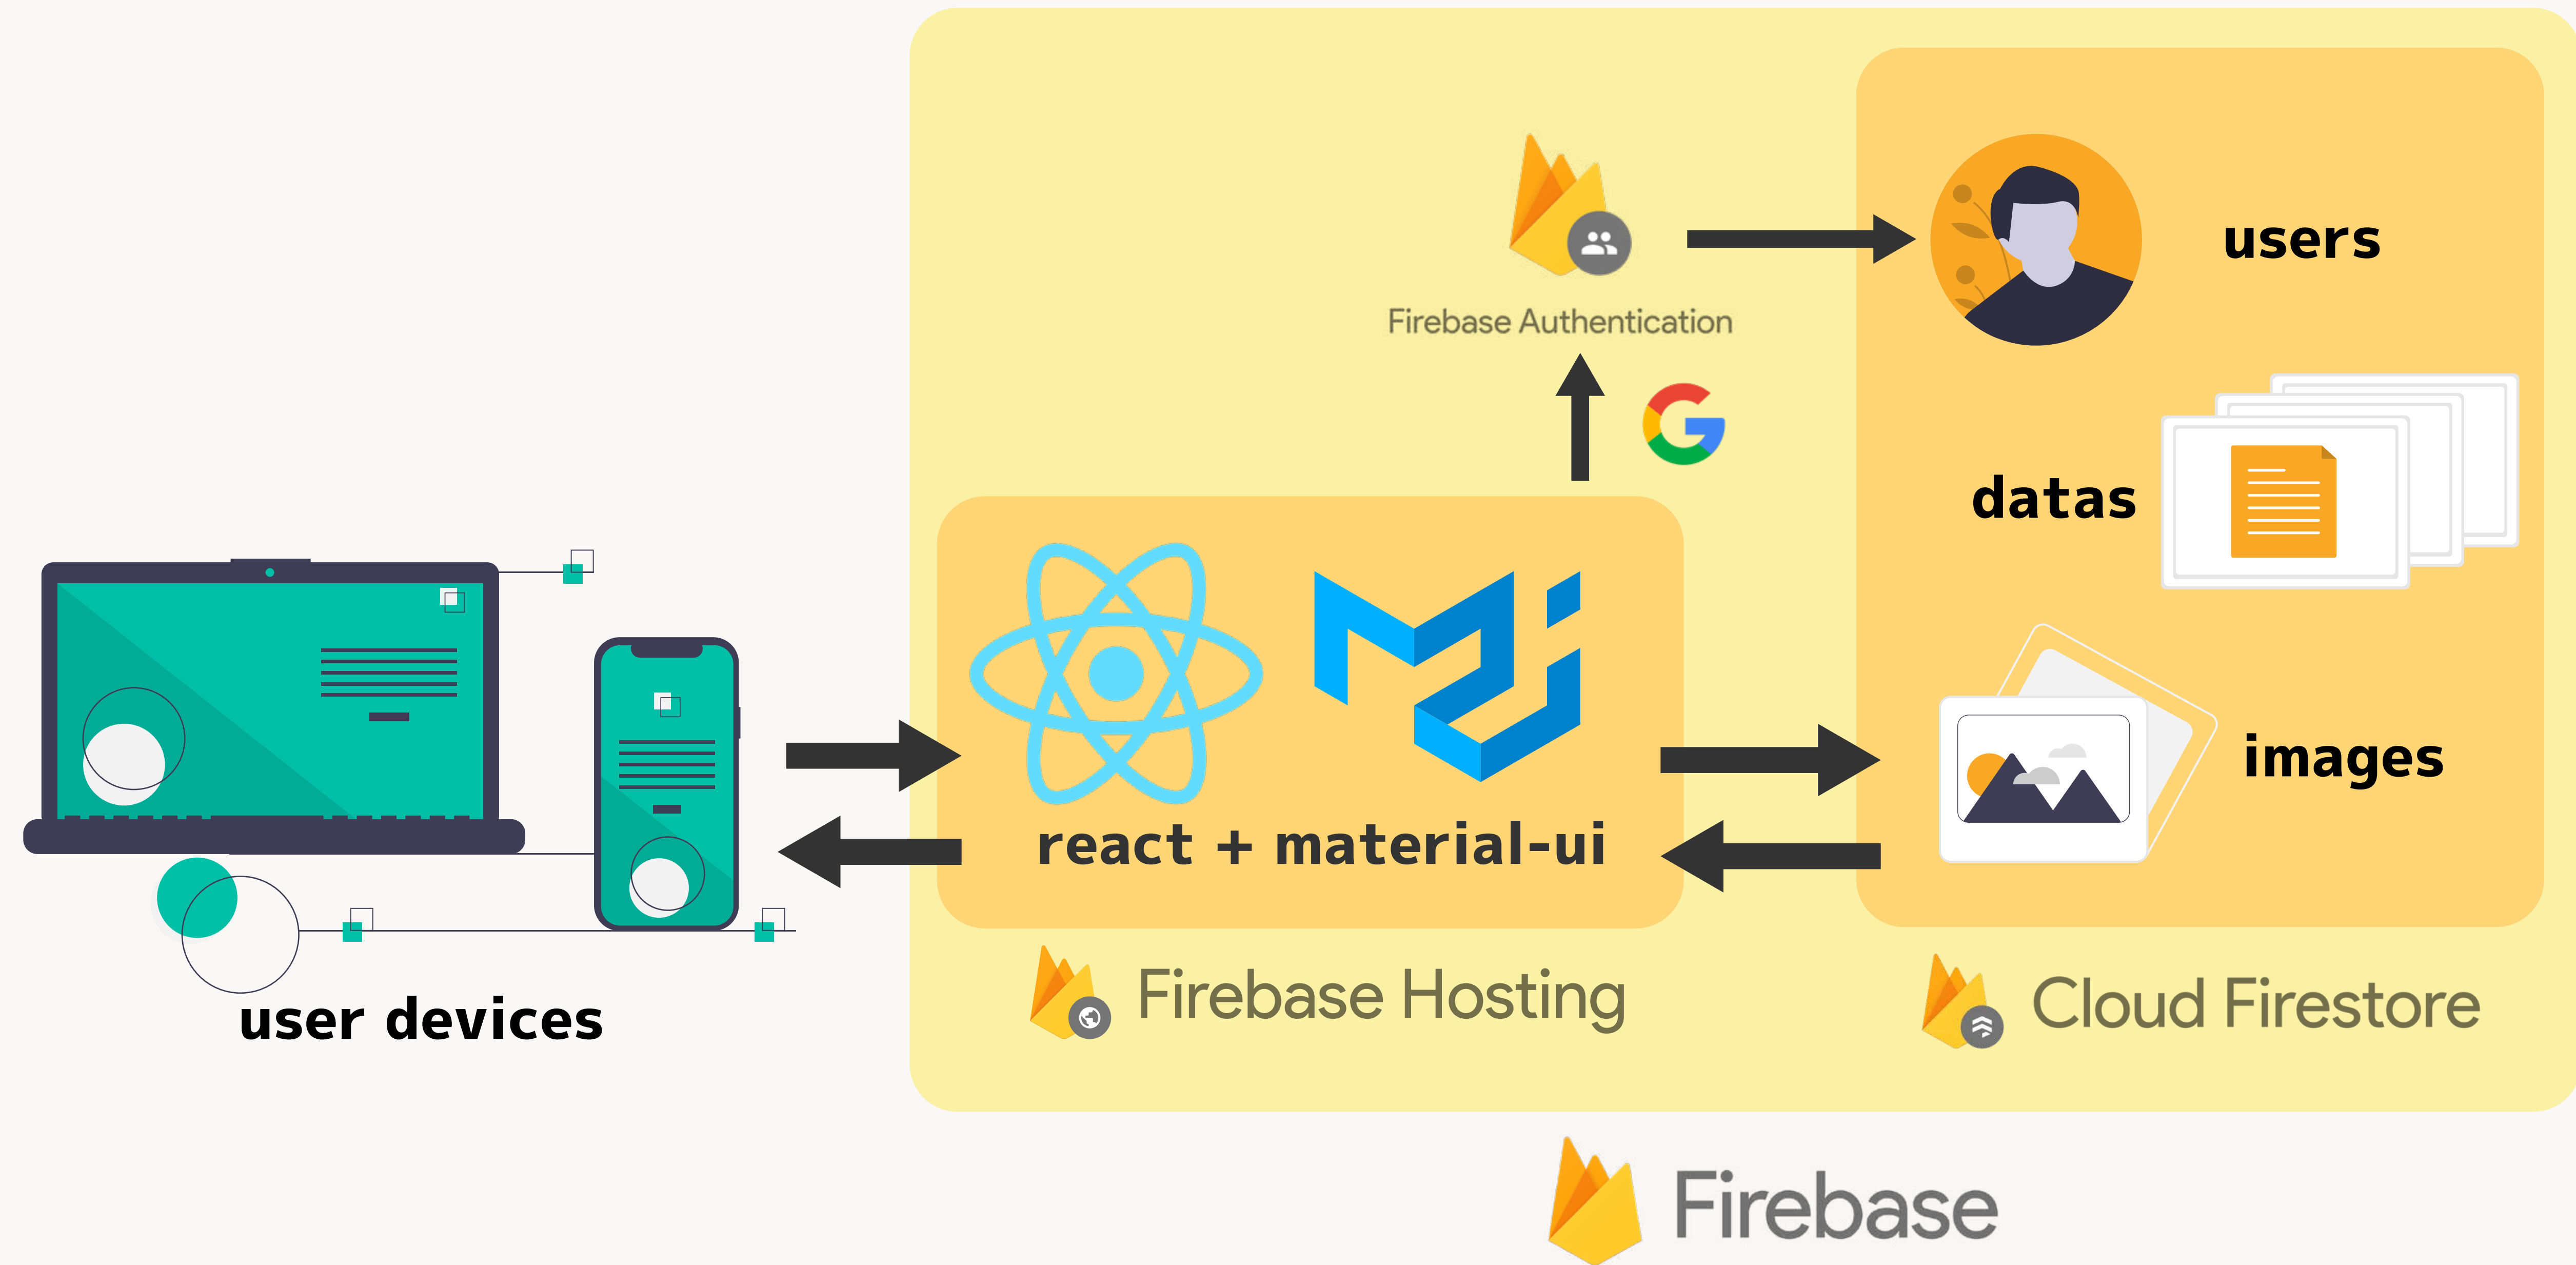 Firebase Authentication
users
datas
images
react + material-ui
user devices
Firebase Hosting
Cloud Firestore
Firebase